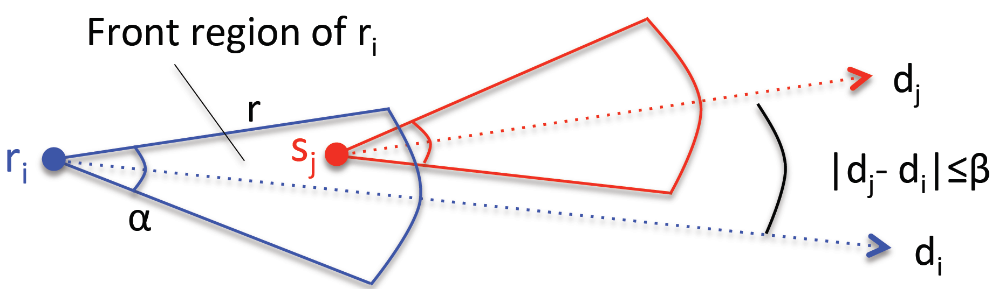 Front region of rᵢ
dⱼ
r
sⱼ
rᵢ
|dⱼ- dᵢ|≤β
α
dᵢ